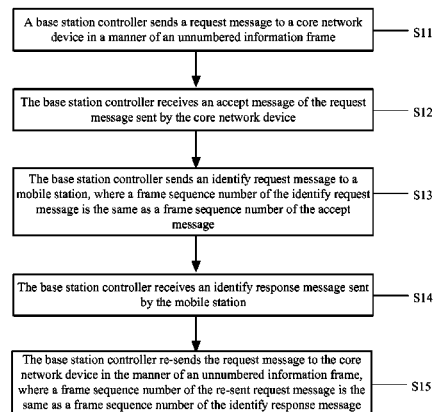 A base station controller sends a request message to a core network
device in a manner of an unnumbered information frame
S11
The base station controller receives an accept message of the request
message sent by the core network device
S12
The base station controller sends an identify request message to a
mobile station, where a frame sequence number of the identify request
message is the same as a frame sequence number of the accept
message
S13
The base station controller receives an identify response message sent
by the mobile station
S14
The base station controller re-sends the request message to the core
network device in the manner of an unnumbered information frame,
where a frame sequence number of the re-sent request message is the
same as a frame sequence number of the identify response message
S15